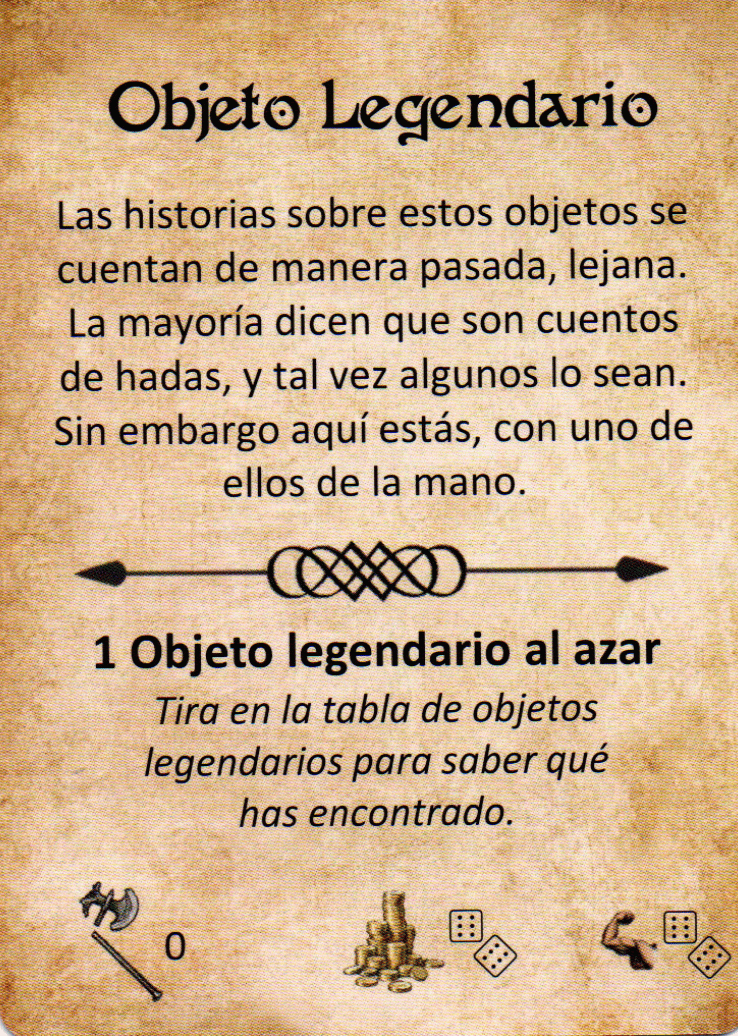 Objeto Legendario
Las historias sobre estos objetos se
cuentan de manera pasada, lejana.
La mayoría dicen que son cuentos
de hadas, y tal vez algunos lo sean.
Sin embargo aquí estás, con uno de
ellos de la mano.
1 Objeto legendario al azar
Tira en la tabla de objetos
legendarios para saber qué
has encontrado.
0